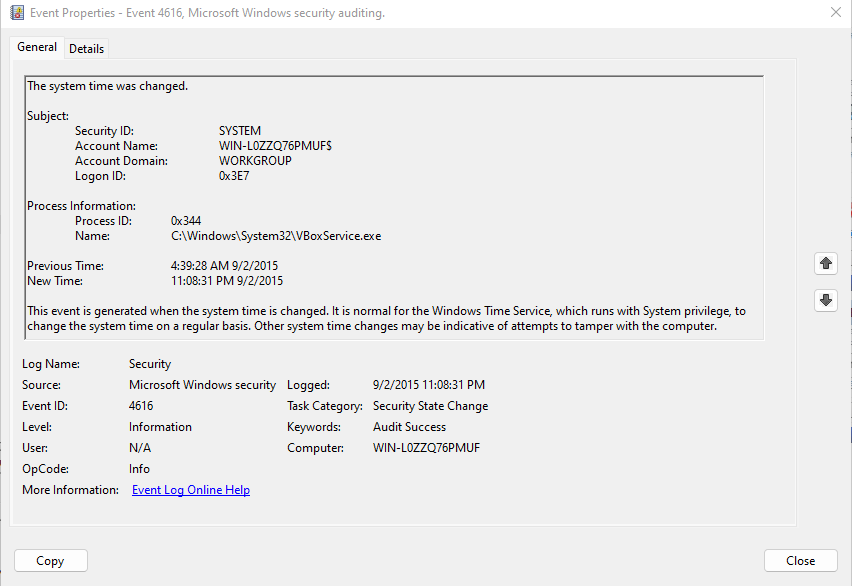 Event Properties - Event 4616, Microsoft Windows security auditing.
General Details
The system time was changed.
Subject:
Security ID: SYSTEM
Account Name: WIN-L0ZZQ76PMUF$
Account Domain: WORKGROUP
Logon ID: 0x3E7
Process Information:
Process ID: 0x344
Name: C:\Windows\System32\VBoxService.exe
Previous Time: 4:39:28 AM 9/2/2015
New Time: 11:08:31 PM 9/2/2015
This event is generated when the system time is changed. It is normal for the Windows Time Service, which runs with System privilege, to
change the system time on a regular basis. Other system time changes may be indicative of attempts to tamper with the computer.
Log Name: Security
Source: Microsoft Windows security Logged: 9/2/2015 11:08:31 PM
Event ID: 4616 Task Category: Security State Change
Level: Information Keywords: Audit Success
User: N/A Computer: WIN-L0ZZQ76PMUF
OpCode: Info
More Information: Event Log Online Help
Copy Close